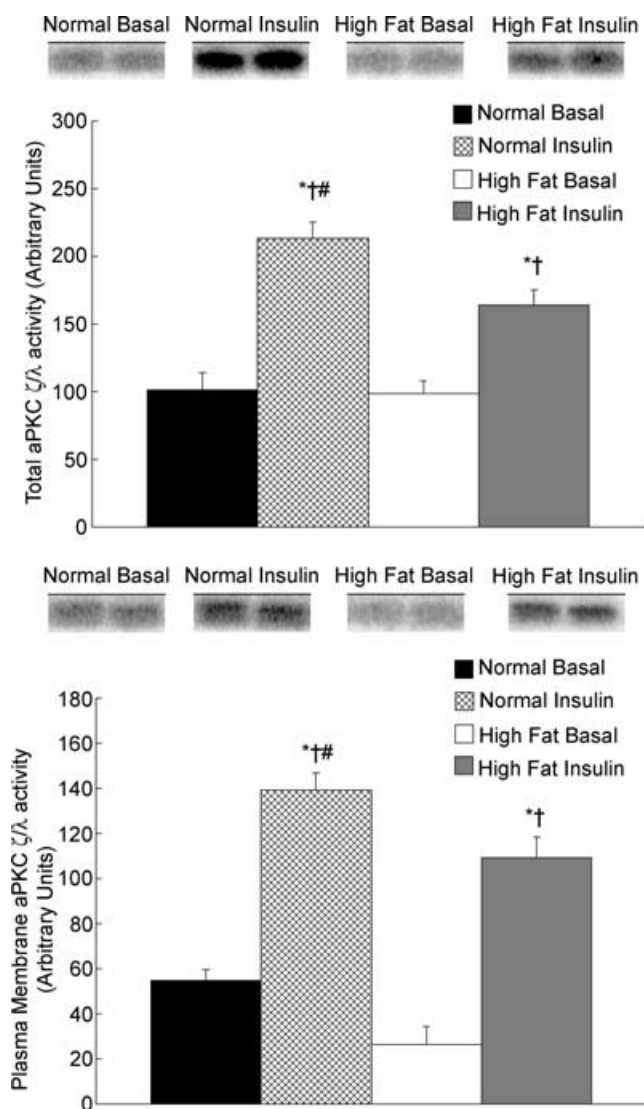 Normal Basal Normal Insulin High Fat Basal High Fat Insulin
Normal Basal
Normal Insulin
High Fat Basal
High Fat Insulin
Total aPKC ζ/λ activity (Arbitrary Units)
300
250
200
150
100
50
0
*†#
*†
Normal Basal Normal Insulin High Fat Basal High Fat Insulin
Normal Basal
Normal Insulin
High Fat Basal
High Fat Insulin
Plasma Membrane aPKC ζ/λ activity
(Arbitrary Units)
180
160
140
120
100
80
60
40
20
0
*†#
*†